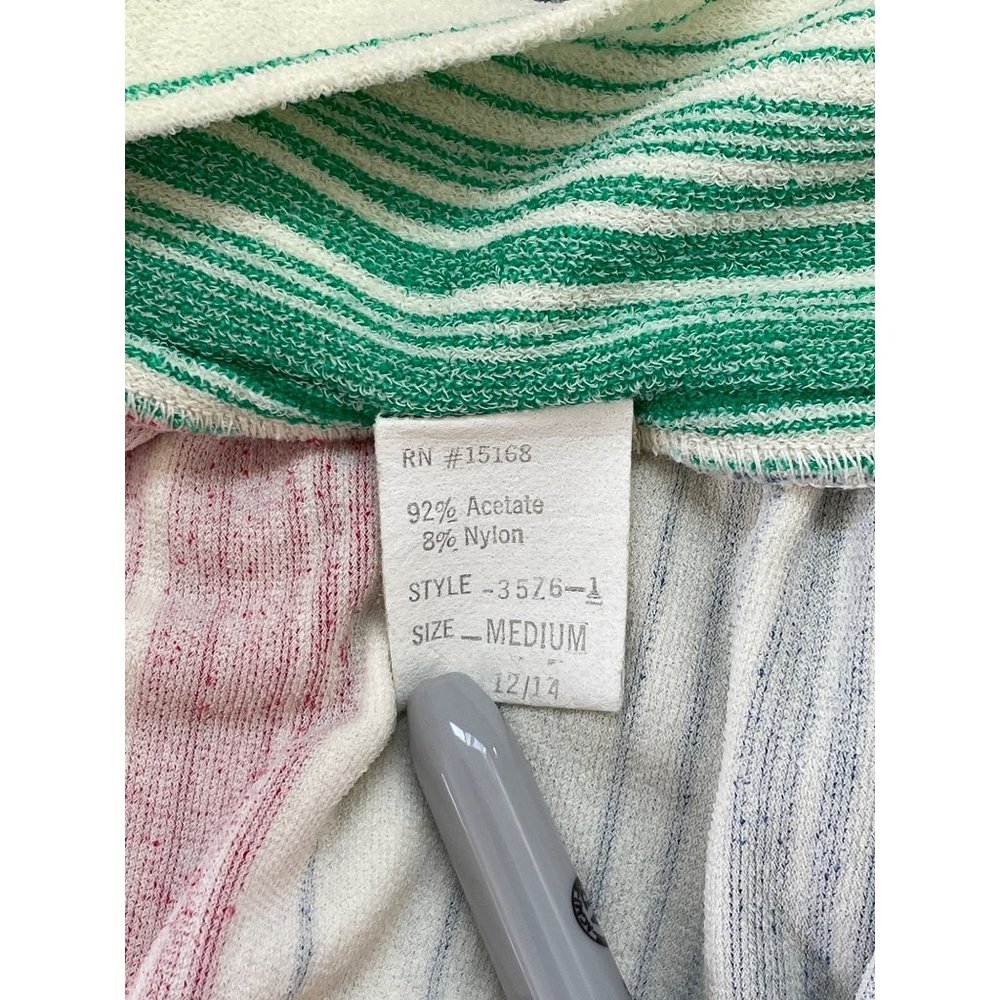 RN #15168
92% Acetate
8% Nylon
STYLE -3576-1
SIZE -MEDIUM
12/14